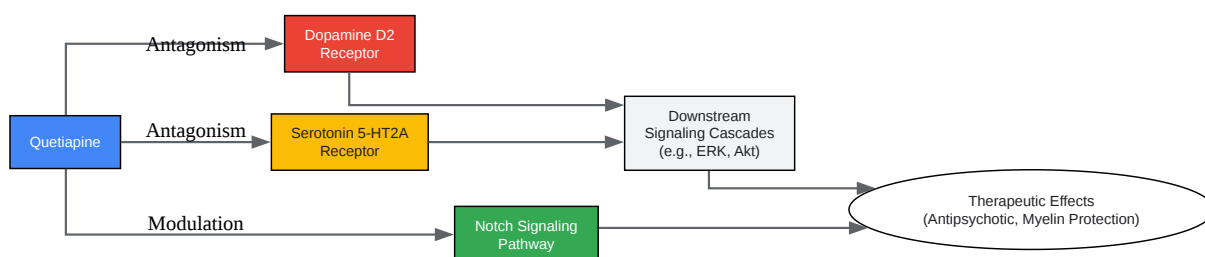 Dopamine D2
Receptor
Antagonism
Quetiapine
Antagonism
Serotonin 5-HT2A
Receptor
Downstream
Signaling Cascades
(e.g., ERK, Akt)
Modulation
Notch Signaling
Pathway
Therapeutic Effects
(Antipsychotic, Myelin Protection)